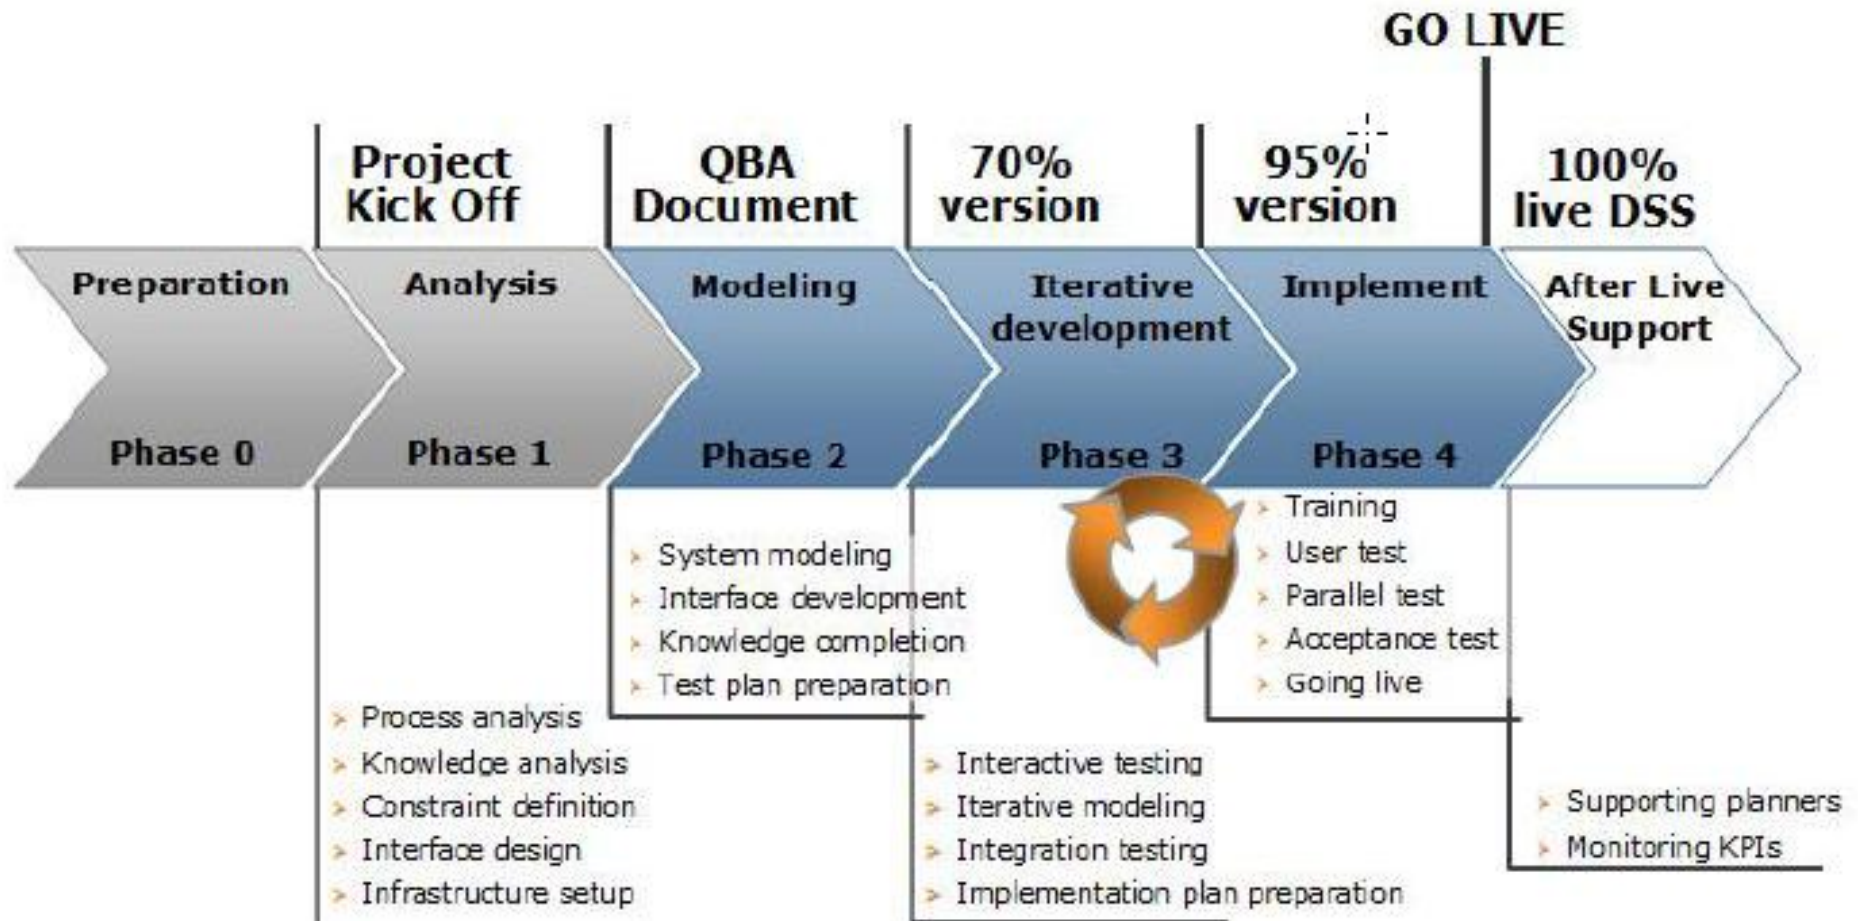 GO LIVE
Project
Kick Off
QBA
Document
70%
version
95%
version
100%
live DSS
Preparation
Phase 0
Analysis
Phase 1
Modeling
Phase 2
Iterative
development
Phase 3
Implement
Phase 4
After Live
Support
Process analysis
Knowledge analysis
Constraint definition
Interface design
Infrastructure setup
System modeling
Interface development
Knowledge completion
Test plan preparation
Interactive testing
Iterative modeling
Integration testing
Implementation plan preparation
Training
User test
Parallel test
Acceptance test
Going live
Supporting planners
Monitoring KPIs